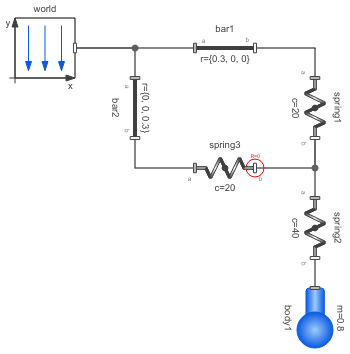 world
y
x
bar1
a
b
r={0.3, 0, 0}
a
b
bar2
r={0, 0, 0.3}
a
b
c=20
spring1
spring3
R=0
a
b
c=20
a
b
c=40
spring2
body1
m=0.8